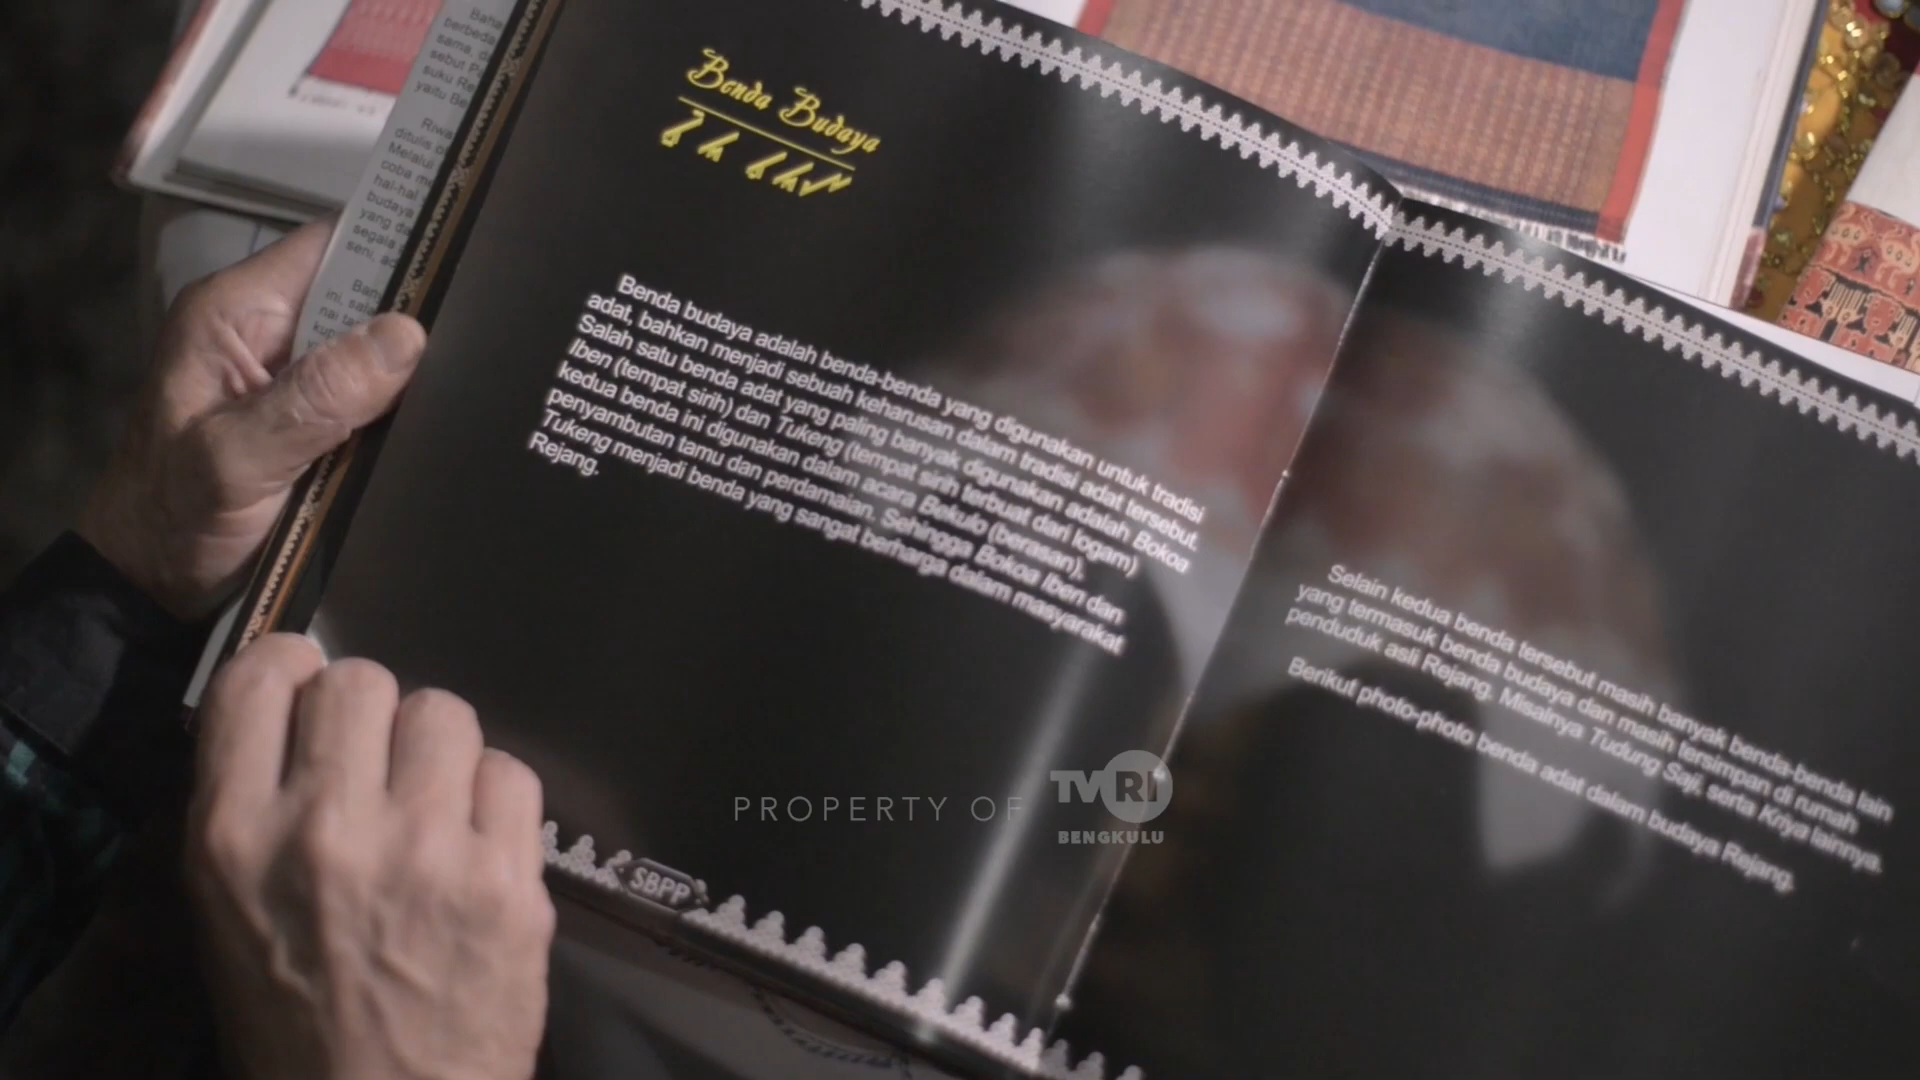 Benda Budaya
Benda budaya adalah benda-benda yang digunakan untuk tradisi
adat, bahkan menjadi sebuah keharusan dalam tradisi adat tersebut.
Salah satu benda adat yang paling banyak digunakan adalah Bokoa
Iben (tempat sirih) dan Tukeng (tempat sirih terbuat dari logam)
kedua benda ini digunakan dalam acara Bekulo (berasan),
penyambutan tamu dan perdamaian. Sehingga Bokoa Iben dan
Tukeng menjadi benda yang sangat berharga dalam masyarakat
Rejang.
Selain kedua benda tersebut masih banyak benda-benda lain
yang termasuk benda budaya dan masih tersimpan di rumah
penduduk asli Rejang. Misalnya Tudung Saji, serta Kriya lainnya.
Berikut photo-photo benda adat dalam budaya Rejang.
SBPP
PROPERTY OF TVRI
BENGKULU